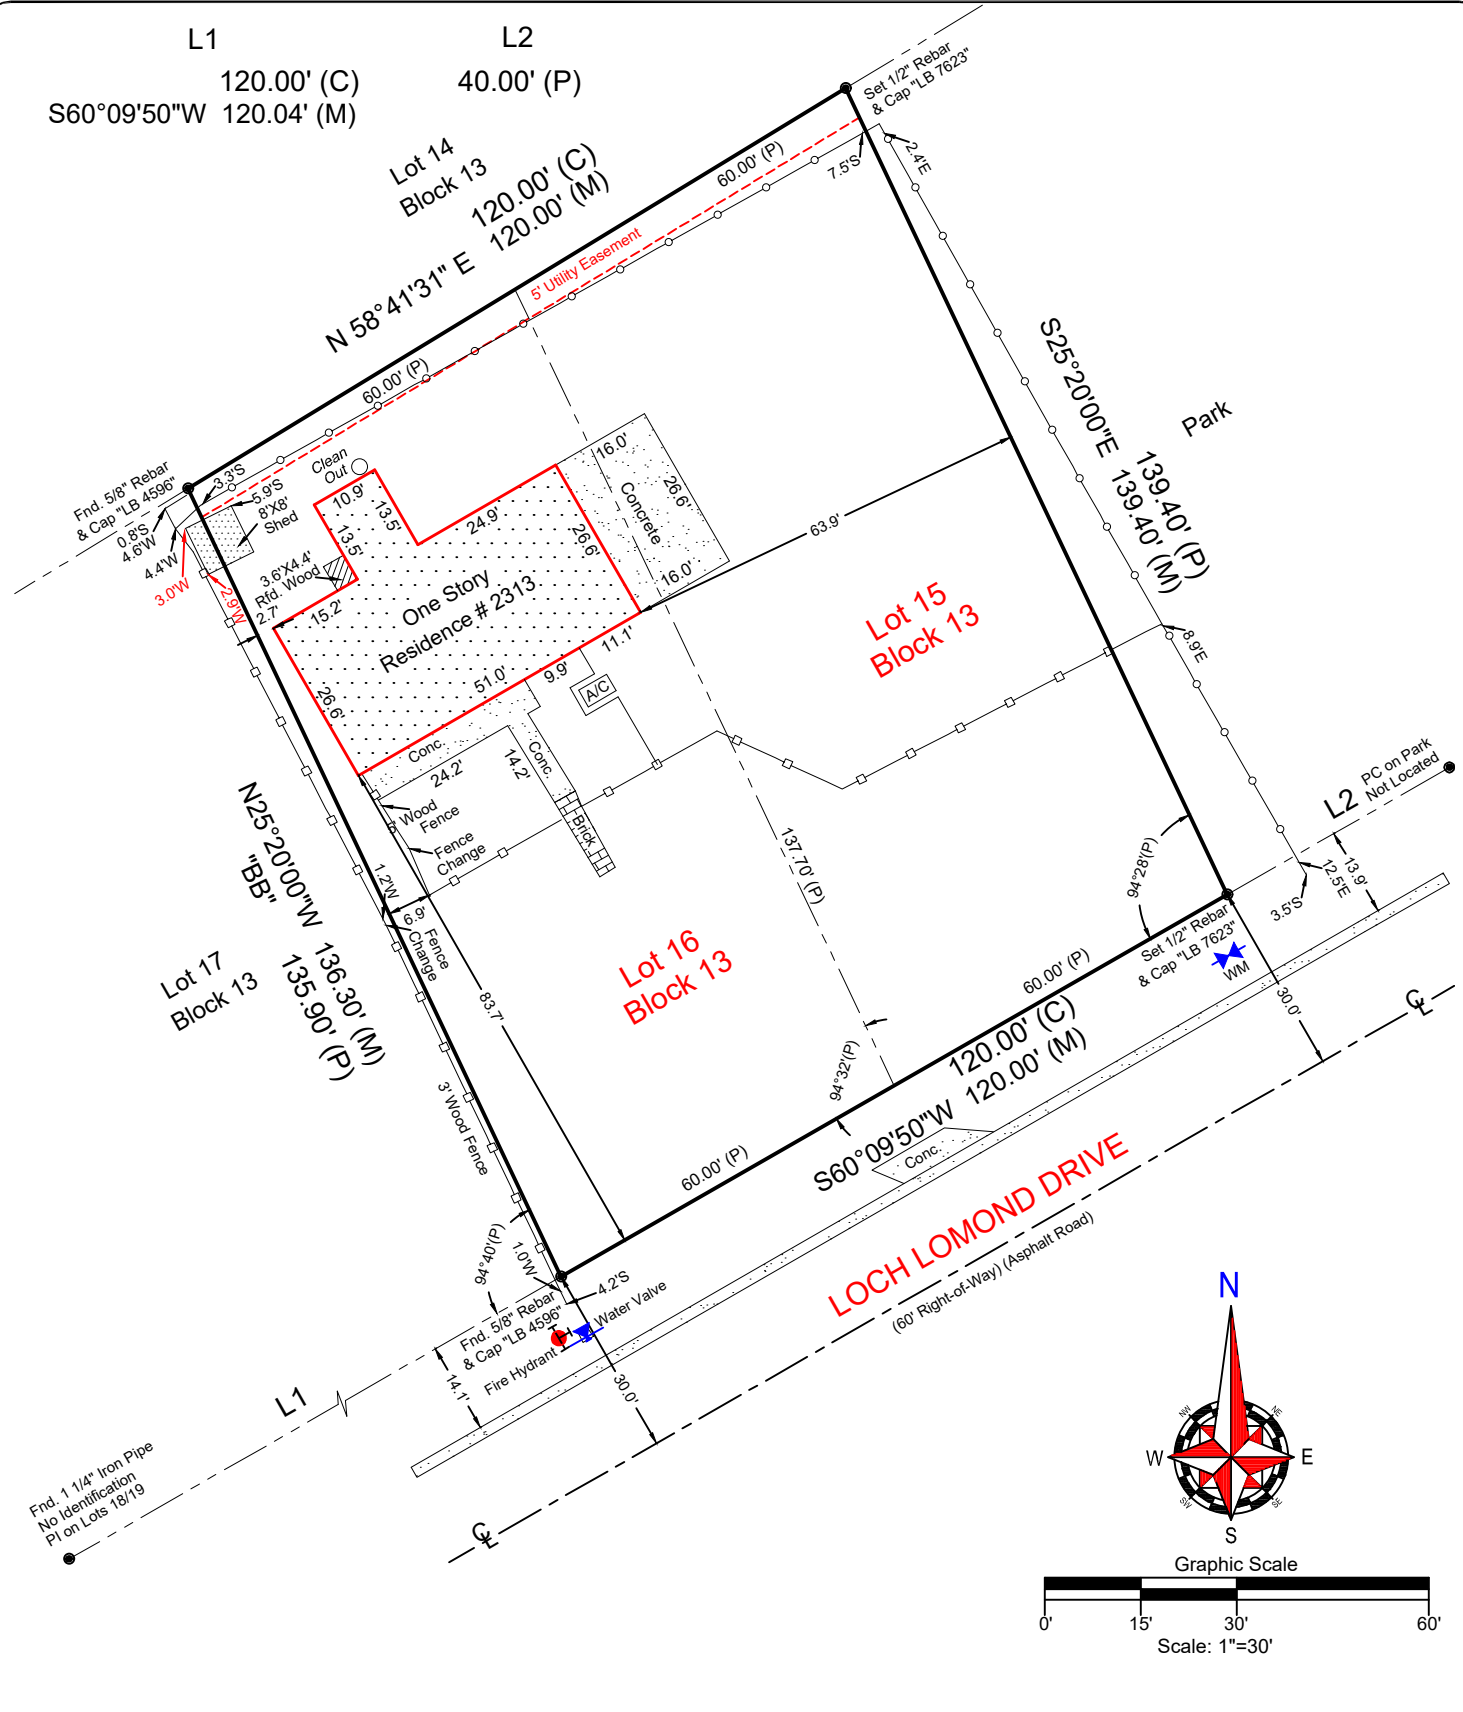 L1
L2
120.00' (C)
40.00' (P)
S60°09'50"W 120.04' (M)
Set 1/2" Rebar
& Cap "LB 7623"
Lot 14
Block 13
120.00' (C)
N 58°41'31" E 120.00' (M)
60.00' (P)
7.5'S
2.4'E
5' Utility Easement
60.00' (P)
S25°20'00"E 139.40' (P)
139.40' (M)
Park
Fnd. 5/8" Rebar
& Cap "LB 4596"
3.3'S
5.9'S
8'X8'
Shed
0.8'S
4.6'W
4.4'W
3.0'W
2.9'W
2.7'
Clean
Out
10.9'
13.5'
13.5'
24.9'
26.6'
3.6'X4.4'
Rfd. Wood
15.2'
One Story
Residence # 2313
26.6'
51.0'
9.9'
11.1'
16.0'
Concrete
26.6'
16.0'
63.9'
Lot 15
Block 13
8.9'E
A/C
Conc.
24.2'
14.2'
Conc.
Brick
6' Wood
Fence
Fence
Change
N25°20'00"W 136.30' (M)
"BB" 135.90' (P)
1.2'W
6.9'
Fence
Change
83.7'
Lot 17
Block 13
Lot 16
Block 13
137.70' (P)
94°28'(P)
94°32'(P)
L2
PC on Park
Not Located
13.9'
12.5'E
3.5'S
Set 1/2" Rebar
& Cap "LB 7623"
WM
30.0'
60.00' (P)
120.00' (C)
S60°09'50"W 120.00' (M)
60.00' (P)
Conc.
3' Wood Fence
94°40'(P)
1.0'W
4.2'S
Fnd. 5/8" Rebar
& Cap "LB 4596"
Water Valve
Fire Hydrant
14.1'
30.0'
L1
LOCH LOMOND DRIVE
(60' Right-of-Way) (Asphalt Road)
Fnd. 1 1/4" Iron Pipe
No Identification
PI on Lots 18/19
N
NW
NE
W
E
SW
SE
S
Graphic Scale
0' 15' 30' 60'
Scale: 1"=30'